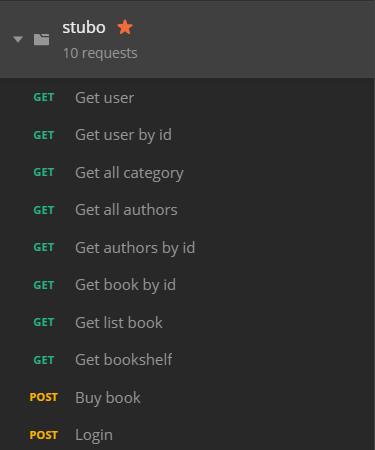 stubo
10 requests
GET Get user
GET Get user by id
GET Get all category
GET Get all authors
GET Get authors by id
GET Get book by id
GET Get list book
GET Get bookshelf
POST Buy book
POST Login